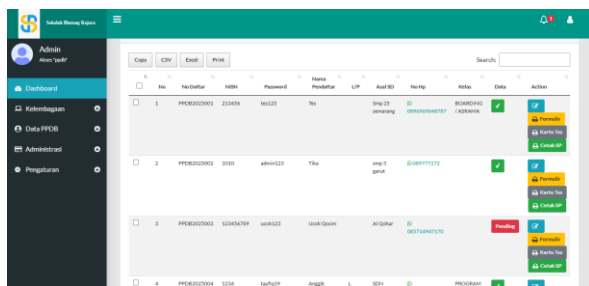 Sekolah Bintang Kejora
1
Admin
Akses "ppdb"
Dashboard
Kelembagaan
Data PPDB
Administrasi
Pengaturan
Copy CSV Excel Print Search:
No No Daftar NISN Password Nama Pendaftar L/P Asal SD No Hp Kelas Data Action
1 PPDB2025001 213456 tes123 Tes Smp 23 semarang 0896969648787 BOARDING / ASRAMA
Formulir
Kartu Tes
Cetak SP
2 PPDB2025002 1010 admin123 Yika smp 3 garut 089777272
Formulir
Kartu Tes
Cetak SP
3 PPDB2025003 123456789 ucok123 Ucok Qosim Al Qohar 085714947170 Pending
Formulir
Kartu Tes
Cetak SP
4 PPDB2025004 1234 Anggik L SDN PROGRAM